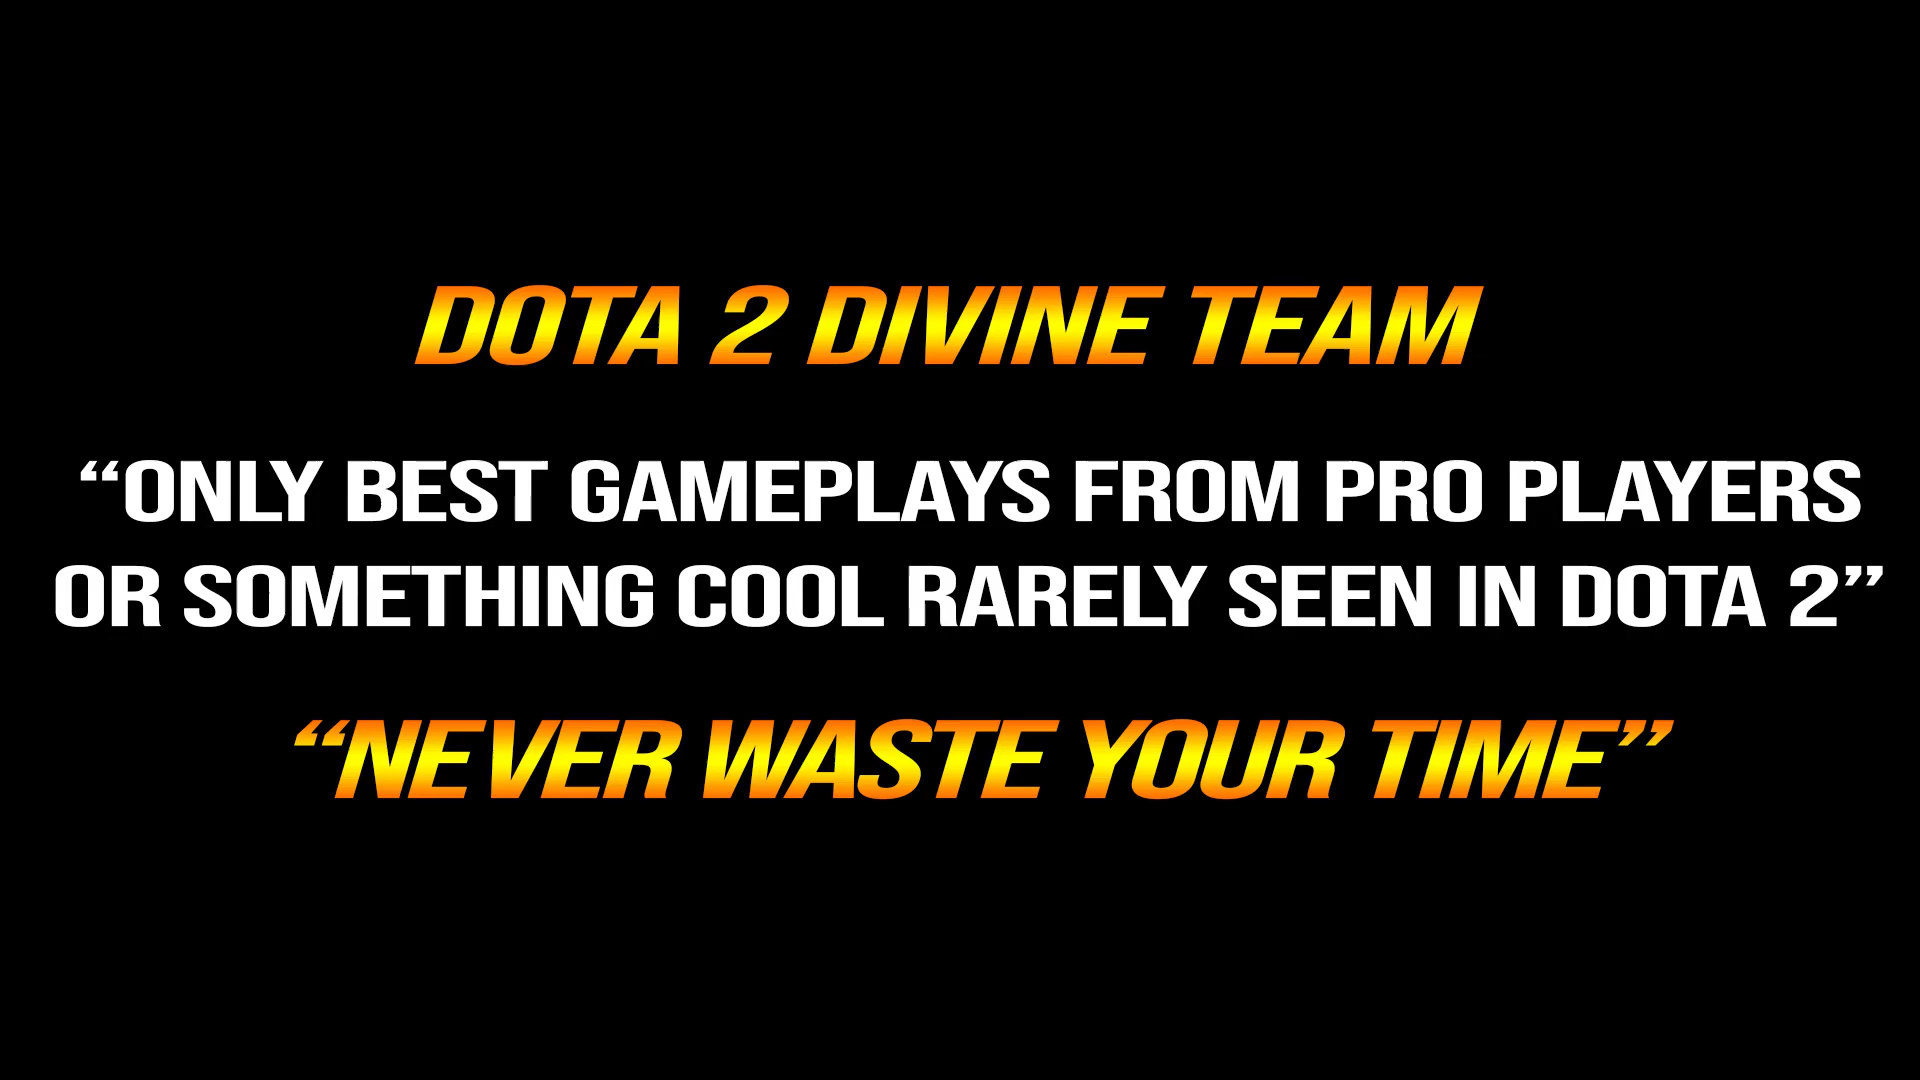 DOTA 2 DIVINE TEAM
“ONLY BEST GAMEPLAYS FROM PRO PLAYERS
OR SOMETHING COOL RARELY SEEN IN DOTA 2”
“NEVER WASTE YOUR TIME”